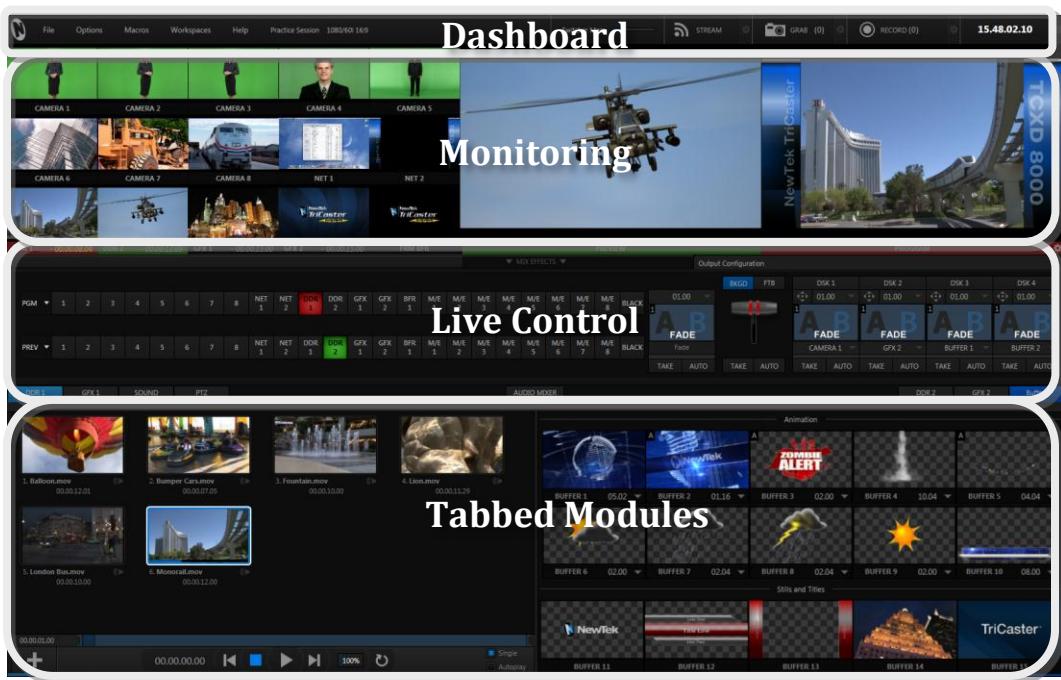 File Options Macros Workspaces Help Practice Session 1080/60i 16:9 STREAM GRAB (0) RECORD (0) 15.48.02.10
Dashboard
CAMERA 1 CAMERA 2 CAMERA 3 CAMERA 4 CAMERA 5
CAMERA 6 CAMERA 7 CAMERA 8 NET 1 NET 2
NewTek TriCaster
NewTek TriCaster
NewTek TriCaster
TCXD 8000
Monitoring
MIX EFFECTS
Output Configuration
BKGD FTB DSK 1 DSK 2 DSK 3 DSK 4
01.00 01.00 01.00 01.00 01.00
PGM 1 2 3 4 5 6 7 8 NET 1 NET 2 DDR 1 DDR 2 GFX 1 GFX 2 BFR 1 M/E 1 M/E 2 M/E 3 M/E 4 M/E 5 M/E 6 M/E 7 M/E 8 BLACK
PREV 1 2 3 4 5 6 7 8 NET 1 NET 2 DDR 1 DDR 2 GFX 1 GFX 2 BFR 1 M/E 1 M/E 2 M/E 3 M/E 4 M/E 5 M/E 6 M/E 7 M/E 8 BLACK
Live Control
FADE FADE FADE FADE FADE
Fade CAMERA 1 GFX 2 BUFFER 1 BUFFER 2
TAKE AUTO TAKE AUTO TAKE AUTO TAKE AUTO TAKE AUTO TAKE AUTO
DDR 1 GFX 1 SOUND PTZ AUDIO MIXER DDR 2 GFX 2
Tabbed Modules
1. Balloon.mov 2. Bumper Cars.mov 3. Fountain.mov 4. Lion.mov
00.00.12.01 00.00.07.05 00.00.10.00 00.00.11.29
5. London Bus.mov 6. Monorail.mov
00.00.10.00 00.00.12.00
00.00.01.00
00.00.00.00 100% Single
Autoplay
Animation
NewTek
ZOMBIE
ALERT
BUFFER 1 05.02 BUFFER 2 01.16 BUFFER 3 02.00 BUFFER 4 10.04 BUFFER 5 04.04
BUFFER 6 02.00 BUFFER 7 02.04 BUFFER 8 02.04 BUFFER 9 02.00 BUFFER 10 08.00
Stills and Titles
NewTek
TriCaster
BUFFER 11 BUFFER 12 BUFFER 13 BUFFER 14 BUFFER 15